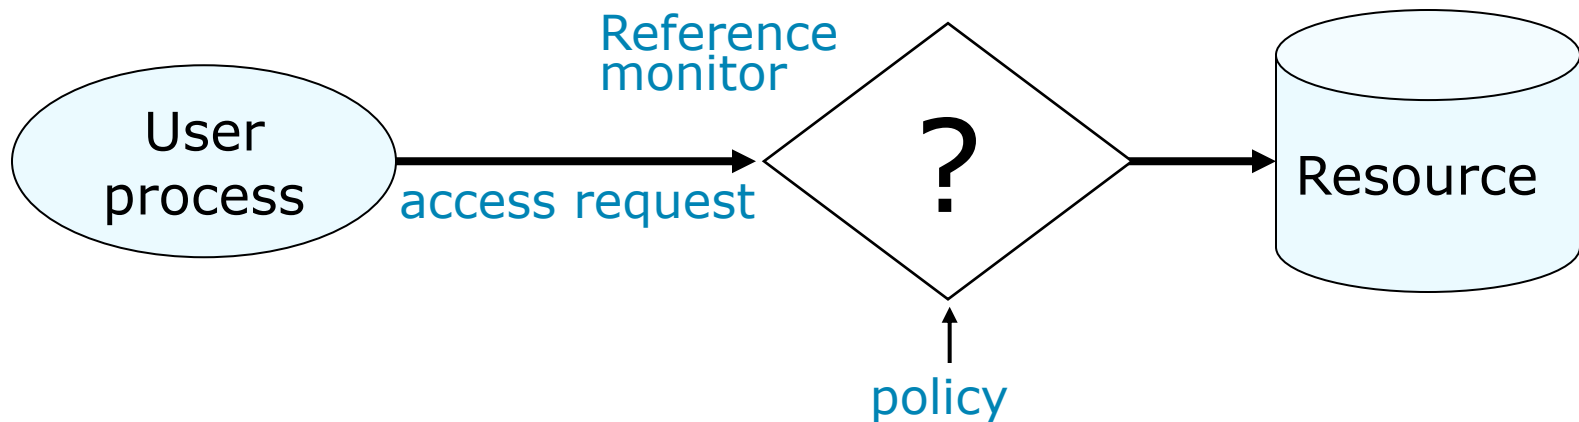 User
process
access request
Reference
monitor
?
policy
Resource